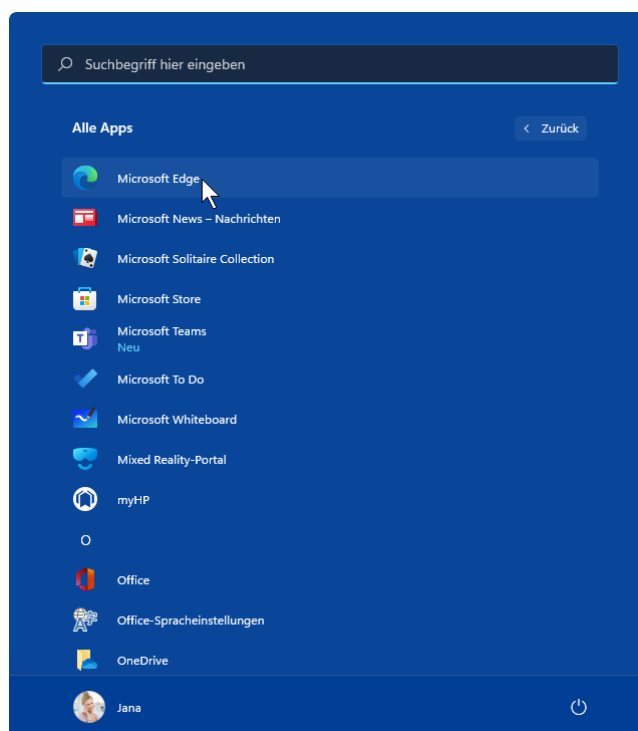 Suchbegriff hier eingeben
Alle Apps
Zurück
Microsoft Edge
Microsoft News – Nachrichten
Microsoft Solitaire Collection
Microsoft Store
Microsoft Teams
Neu
Microsoft To Do
Microsoft Whiteboard
Mixed Reality-Portal
myHP
O
Office
Office-Spracheinstellungen
OneDrive
Jana